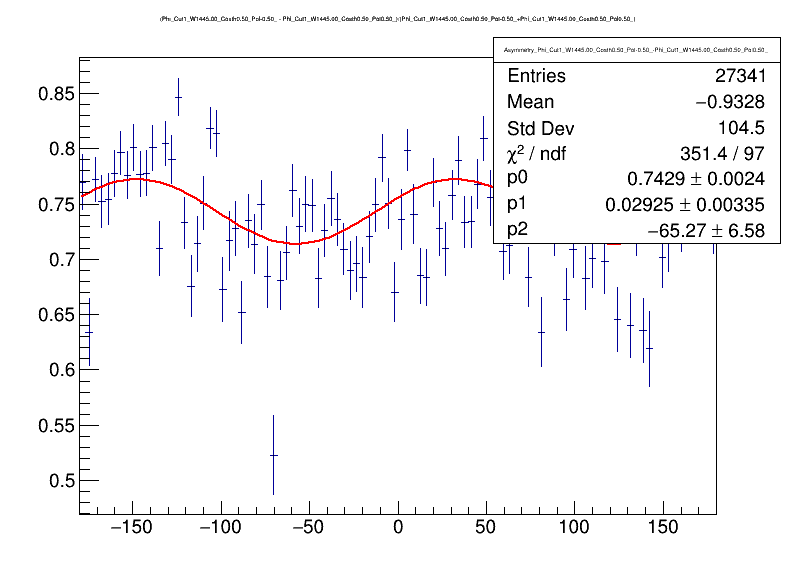 (Phi_Cut1_W1445.00_Costh0.50_Pol-0.50_ - Phi_Cut1_W1445.00_Costh0.50_Pol0.50_)/(Phi_Cut1_W1445.00_Costh0.50_Pol-0.50_+Phi_Cut1_W1445.00_Costh0.50_Pol0.50_)
Asymmetry_Phi_Cut1_W1445.00_Costh0.50_Pol-0.50_-Phi_Cut1_W1445.00_Costh0.50_Pol0.50_
Entries 27341
Mean −0.9328
Std Dev 104.5
χ² / ndf 351.4 / 97
p0 0.7429 ± 0.0024
p1 0.02925 ± 0.00335
p2 −65.27 ± 6.58
0.85
0.8
0.75
0.7
0.65
0.6
0.55
0.5
−150 −100 −50 0 50 100 150